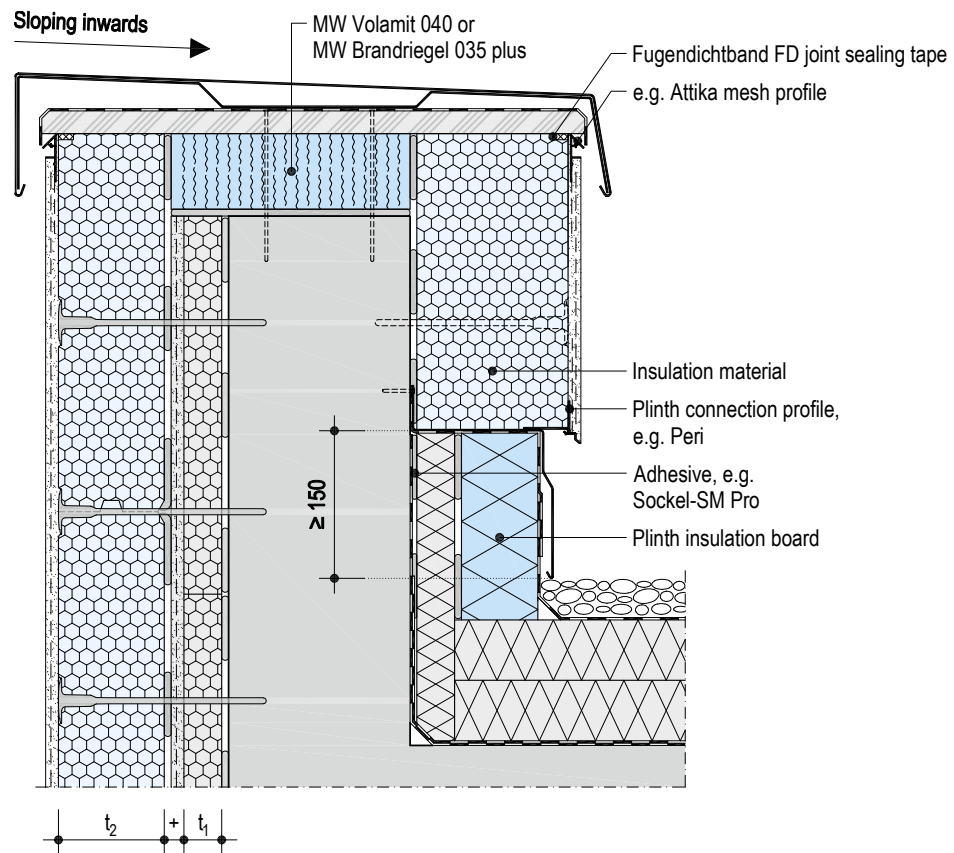 Sloping inwards
MW Volamit 040 or
MW Brandriegel 035 plus
Fugendichtband FD joint sealing tape
e.g. Attika mesh profile
Insulation material
Plinth connection profile,
e.g. Peri
Adhesive, e.g.
Sockel-SM Pro
Plinth insulation board
≥ 150
t₂ + t₁